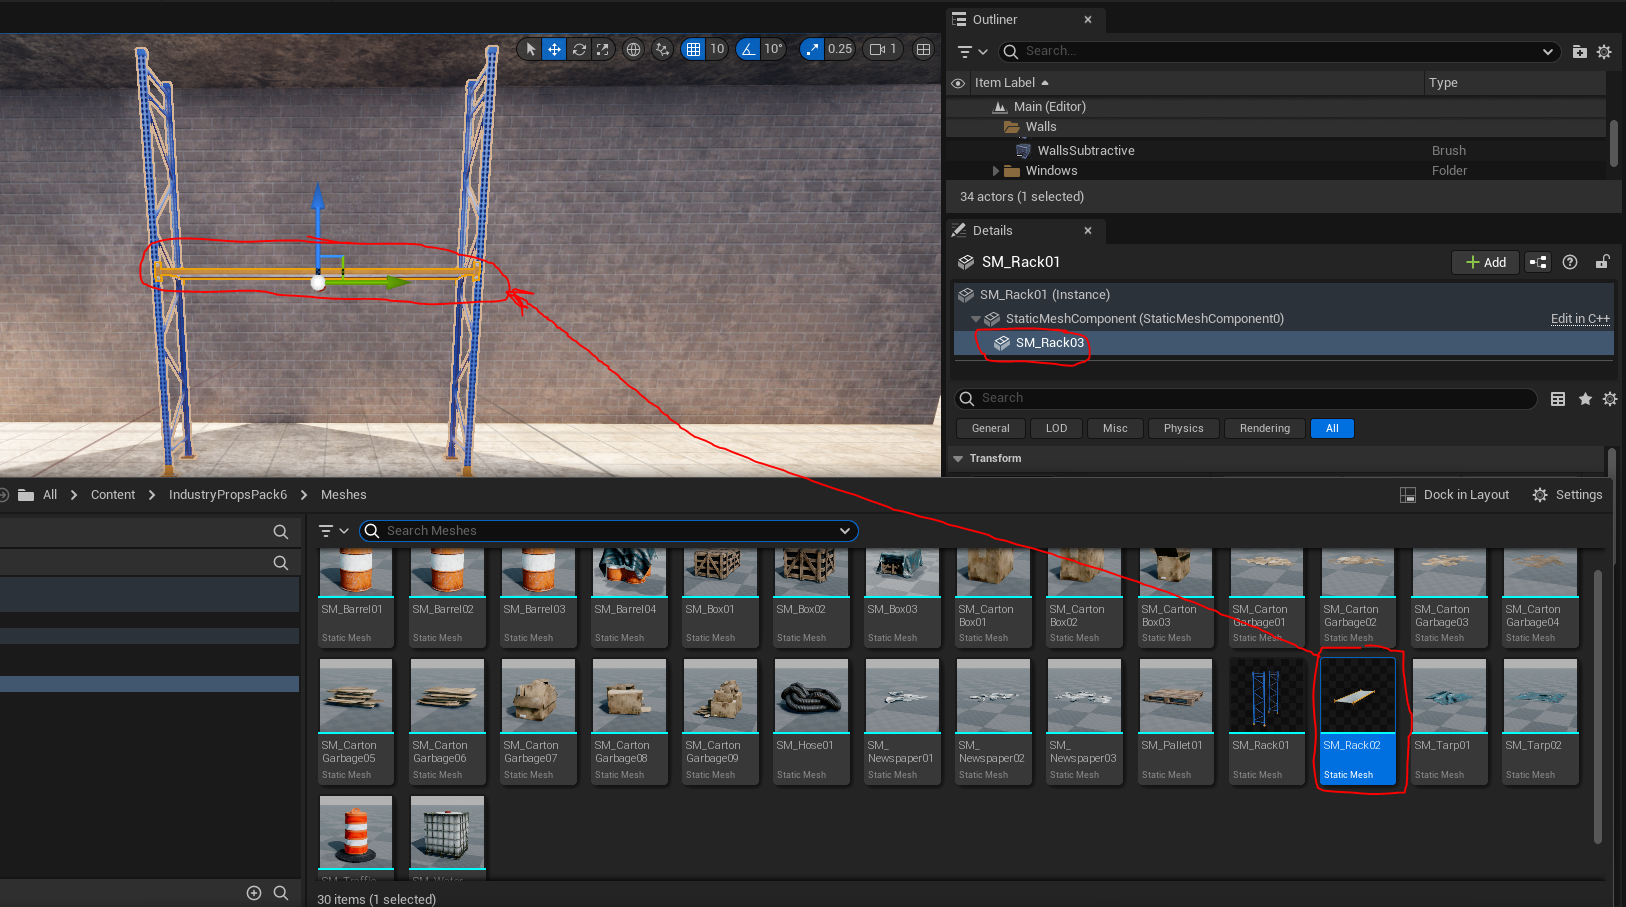 10
10°
0.25
1
Outliner
Search...
Item Label
Type
Main (Editor)
Walls
WallsSubtractive
Brush
Windows
Folder
34 actors (1 selected)
Details
SM_Rack01
Add
SM_Rack01 (Instance)
StaticMeshComponent (StaticMeshComponent0)
Edit in C++
SM_Rack03
Search
General
LOD
Misc
Physics
Rendering
All
Transform
All
Content
IndustryPropsPack6
Meshes
Dock in Layout
Settings
Search Meshes
SM_Barrel01
Static Mesh
SM_Barrel02
Static Mesh
SM_Barrel03
Static Mesh
SM_Barrel04
Static Mesh
SM_Box01
Static Mesh
SM_Box02
Static Mesh
SM_Box03
Static Mesh
SM_Carton
Box01
Static Mesh
SM_Carton
Box02
Static Mesh
SM_Carton
Box03
Static Mesh
SM_Carton
Garbage01
Static Mesh
SM_Carton
Garbage02
Static Mesh
SM_Carton
Garbage03
Static Mesh
SM_Carton
Garbage04
Static Mesh
SM_Carton
Garbage05
Static Mesh
SM_Carton
Garbage06
Static Mesh
SM_Carton
Garbage07
Static Mesh
SM_Carton
Garbage08
Static Mesh
SM_Carton
Garbage09
Static Mesh
SM_Hose01
Static Mesh
SM_
Newspaper01
Static Mesh
SM_
Newspaper02
Static Mesh
SM_
Newspaper03
Static Mesh
SM_Pallet01
Static Mesh
SM_Rack01
Static Mesh
SM_Rack02
Static Mesh
SM_Tarp01
Static Mesh
SM_Tarp02
Static Mesh
SM_Traffic
SM_Water
30 items (1 selected)